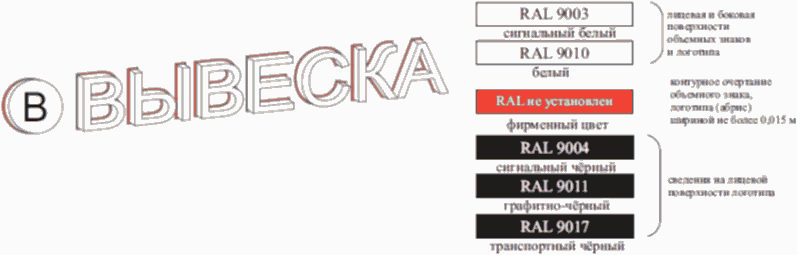 В ВЫВЕСКА
RAL 9003
сигнальный белый
RAL 9010
белый
лицевая и боковая
поверхности
объемных знаков
и логотипа
RAL не установлен
фирменный цвет
контурное очертание
объемного знака,
логотипа (абрис)
шириной не более 0,015 м
RAL 9004
сигнальный чёрный
RAL 9011
графитно-чёрный
RAL 9017
транспортный чёрный
сведения на лицевой
поверхности логотипа